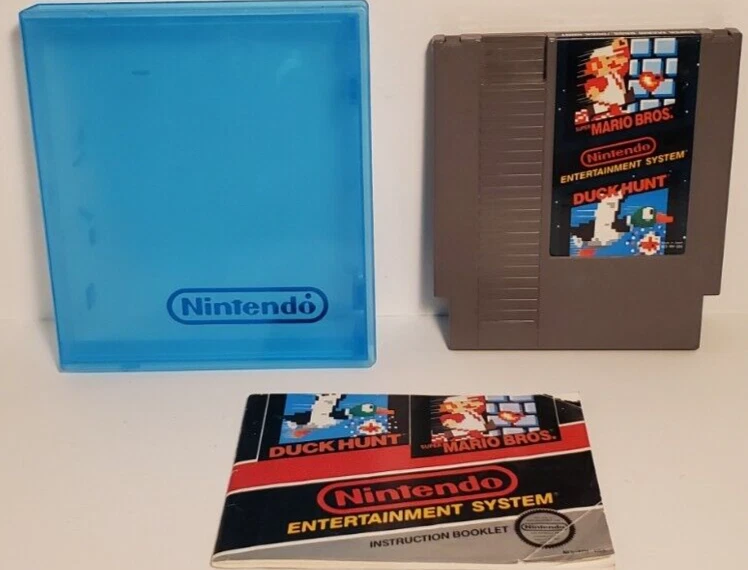 Nintendo
SUPER MARIO BROS.
Nintendo
ENTERTAINMENT SYSTEM
DUCK HUNT
DUCK HUNT
SUPER MARIO BROS.
Nintendo
ENTERTAINMENT SYSTEM
INSTRUCTION BOOKLET
Nintendo